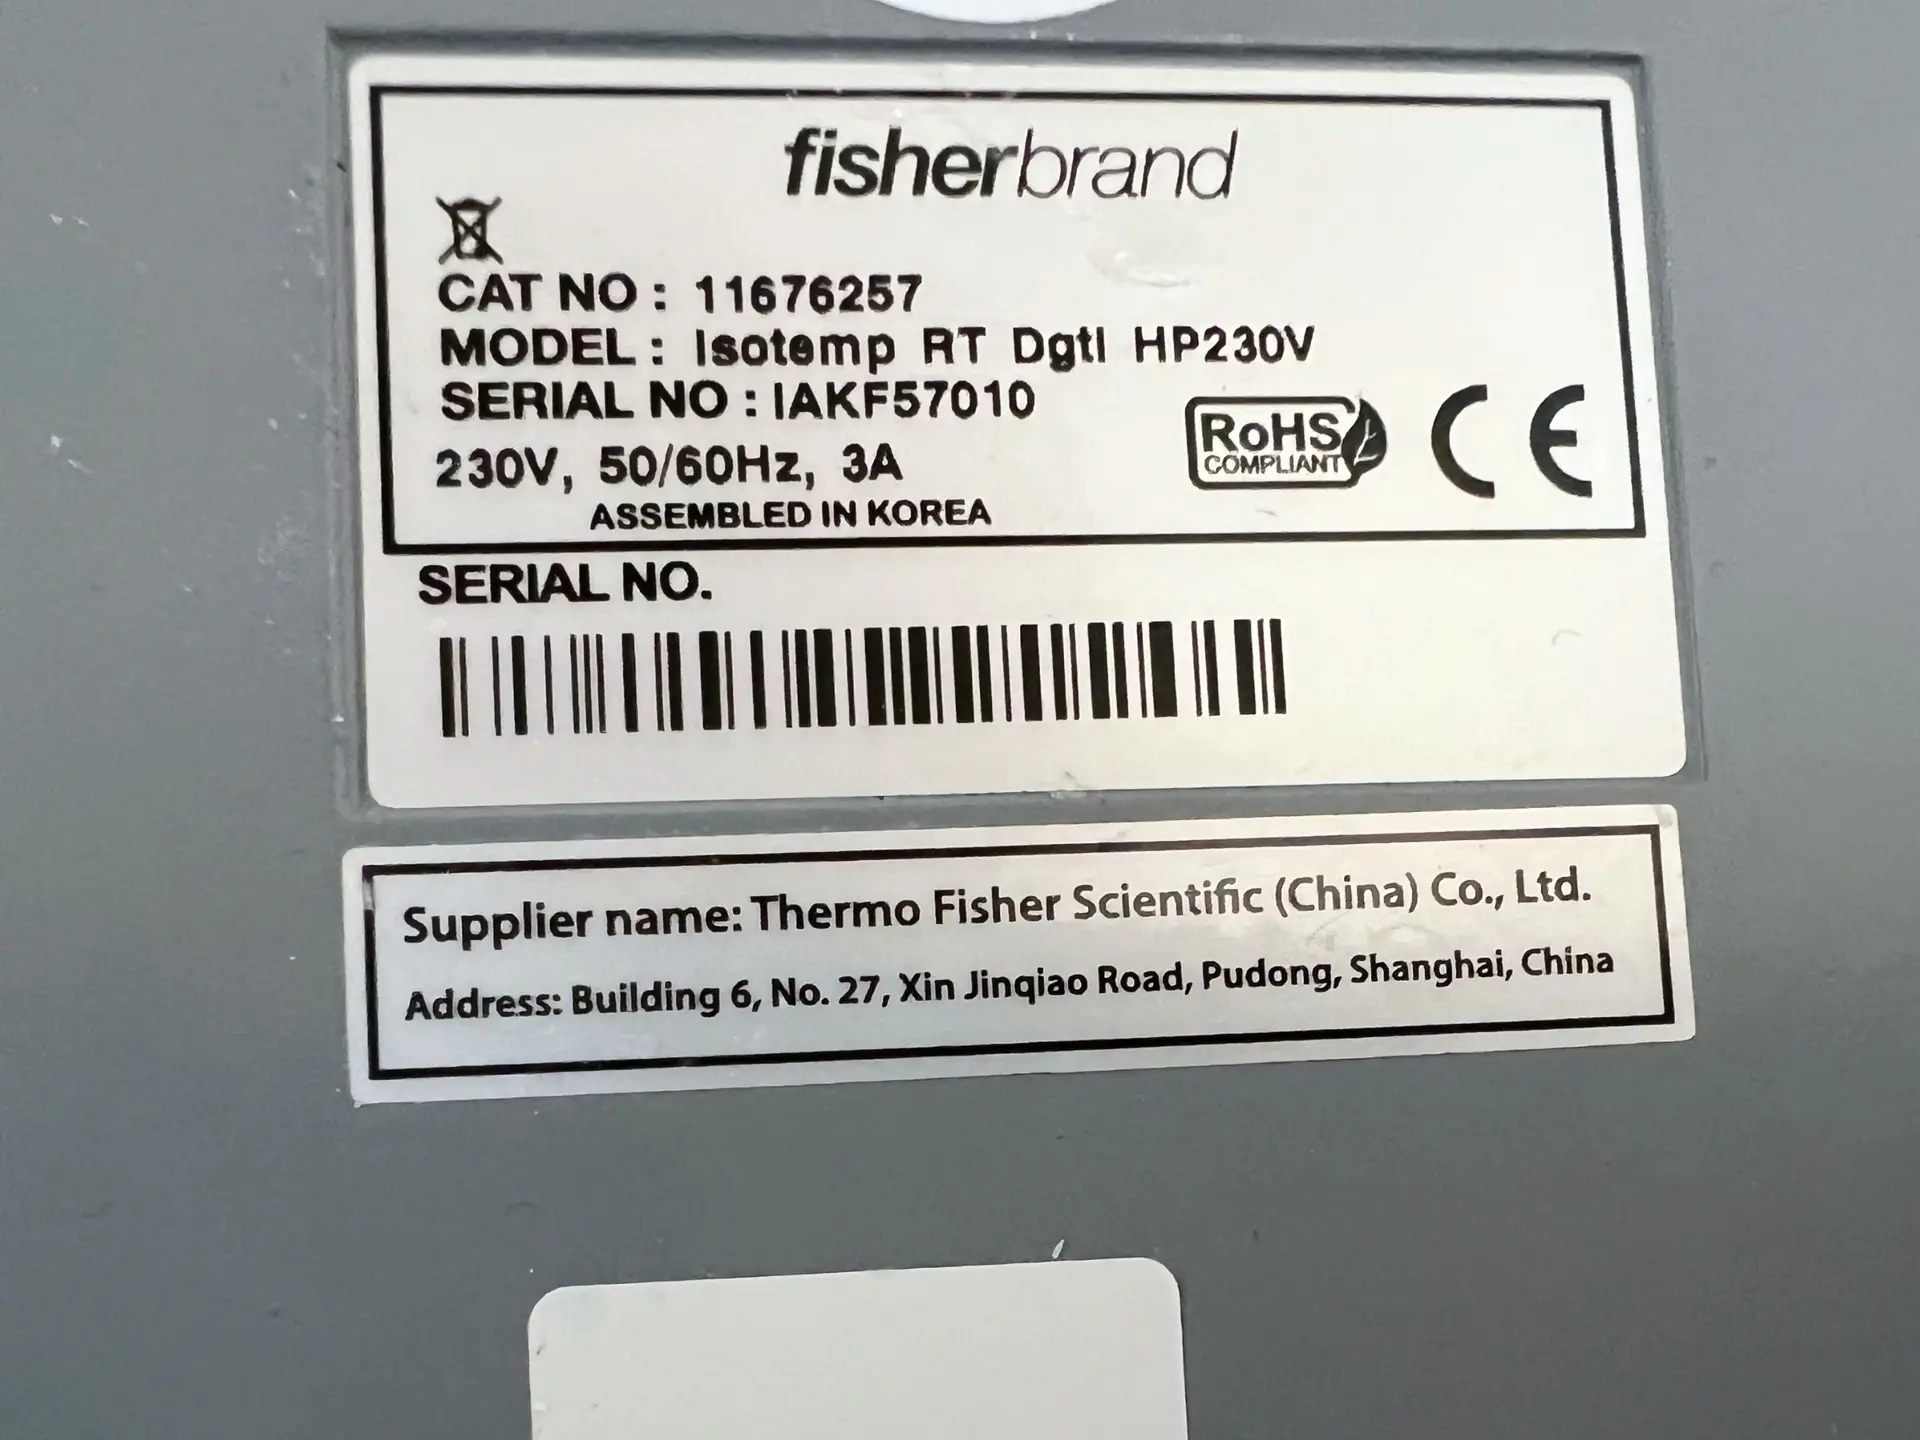 fisherbrand
CAT NO : 11676257
MODEL : Isotemp RT Dgtl HP230V
SERIAL NO : IAKF57010
230V, 50/60Hz, 3A
RoHS
COMPLIANT
CE
ASSEMBLED IN KOREA
SERIAL NO.
Supplier name: Thermo Fisher Scientific (China) Co., Ltd.
Address: Building 6, No. 27, Xin Jinqiao Road, Pudong, Shanghai, China